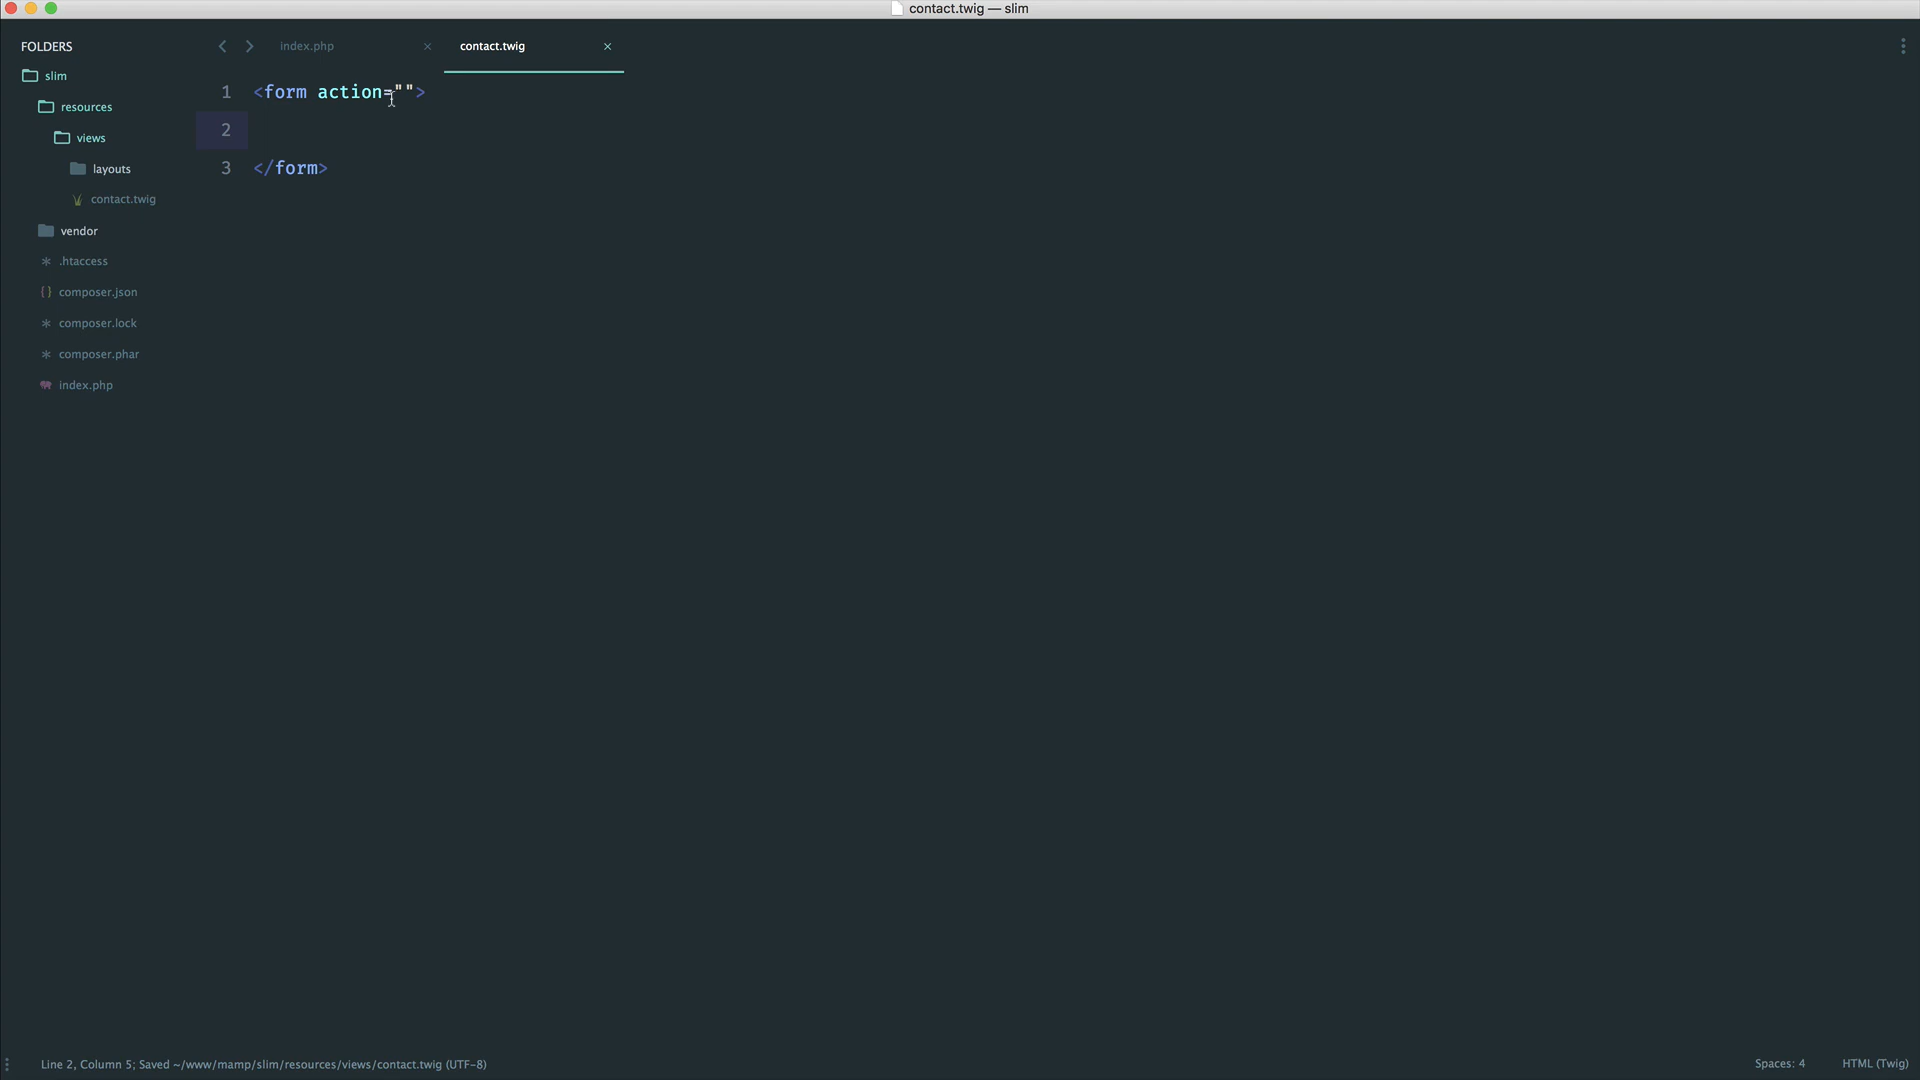 contact.twig — slim
FOLDERS
slim
resources
views
layouts
contact.twig
vendor
.htaccess
composer.json
composer.lock
composer.phar
index.php
index.php
contact.twig
1 <form action="">
2
3 </form>
Line 2, Column 5; Saved ~/www/mamp/slim/resources/views/contact.twig (UTF-8)
Spaces: 4
HTML (Twig)